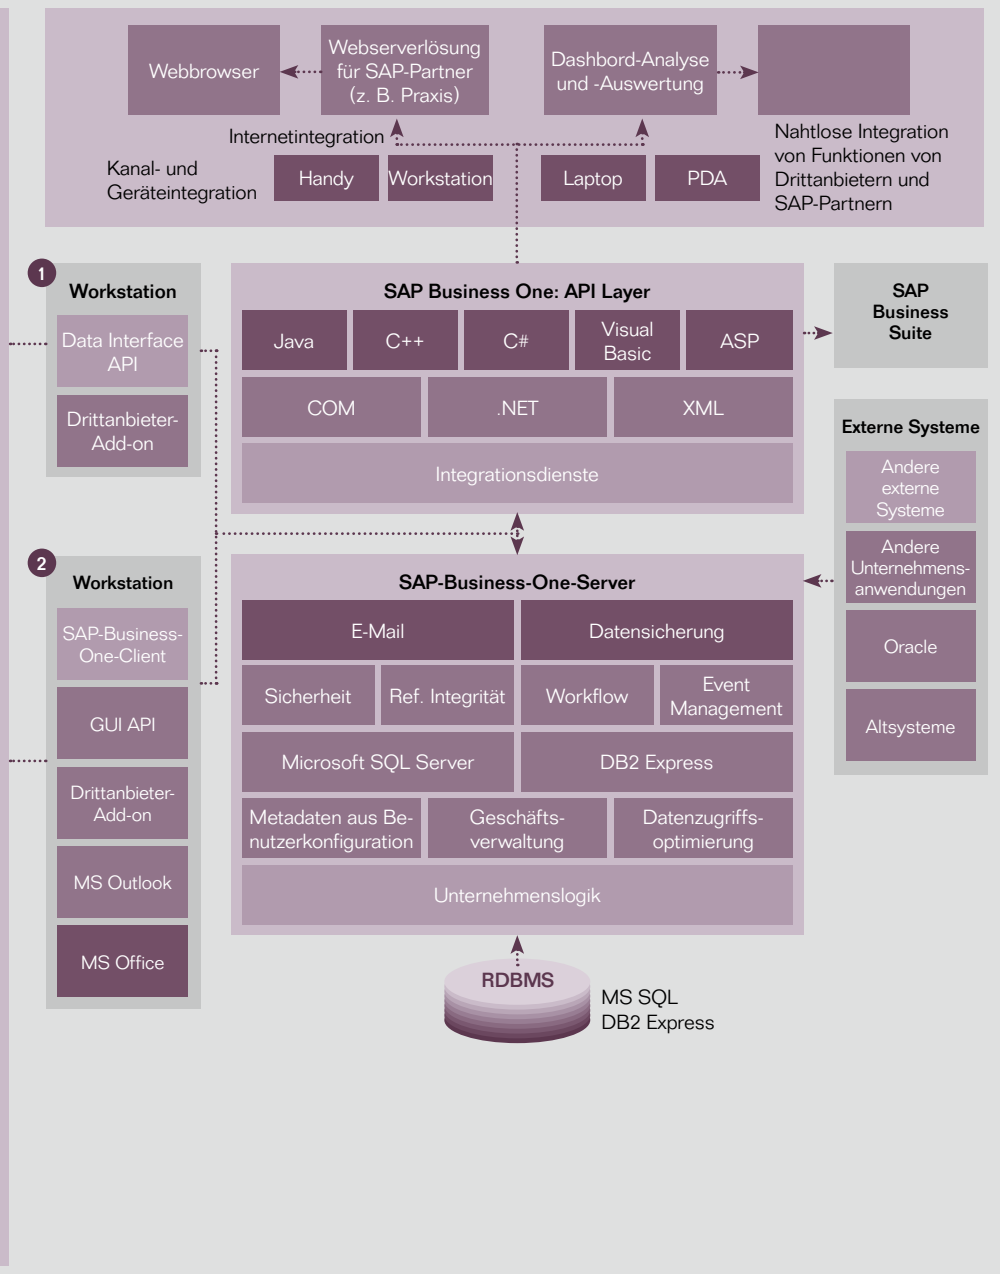 Webbrowser
Webserverlösung
für SAP-Partner
(z. B. Praxis)
Dashbord-Analyse
und -Auswertung
Internetintegration
Kanal- und
Geräteintegration
Handy
Workstation
Laptop
PDA
Nahtlose Integration
von Funktionen von
Drittanbietern und
SAP-Partnern
1
Workstation
Data Interface
API
Drittanbieter-
Add-on
SAP Business One: API Layer
Java
C++
C#
Visual
Basic
ASP
COM
.NET
XML
Integrationsdienste
SAP
Business
Suite
Externe Systeme
Andere
externe
Systeme
Andere
Unternehmens-
anwendungen
Oracle
Altsysteme
2
Workstation
SAP-Business-
One-Client
GUI API
Drittanbieter-
Add-on
MS Outlook
MS Office
SAP-Business-One-Server
E-Mail
Datensicherung
Sicherheit
Ref. Integrität
Workflow
Event
Management
Microsoft SQL Server
DB2 Express
Metadaten aus Be-
nutzerkonfiguration
Geschäfts-
verwaltung
Datenzugriffs-
optimierung
Unternehmenslogik
RDBMS
MS SQL
DB2 Express